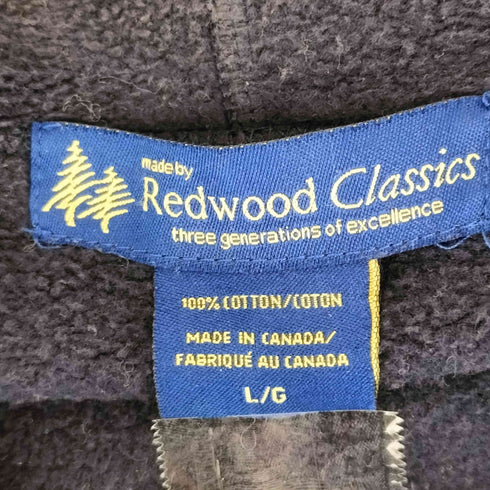 made by
Redwood Classics
three generations of excellence
100% COTTON/COTON
MADE IN CANADA/
FABRIQUÉ AU CANADA
L/G